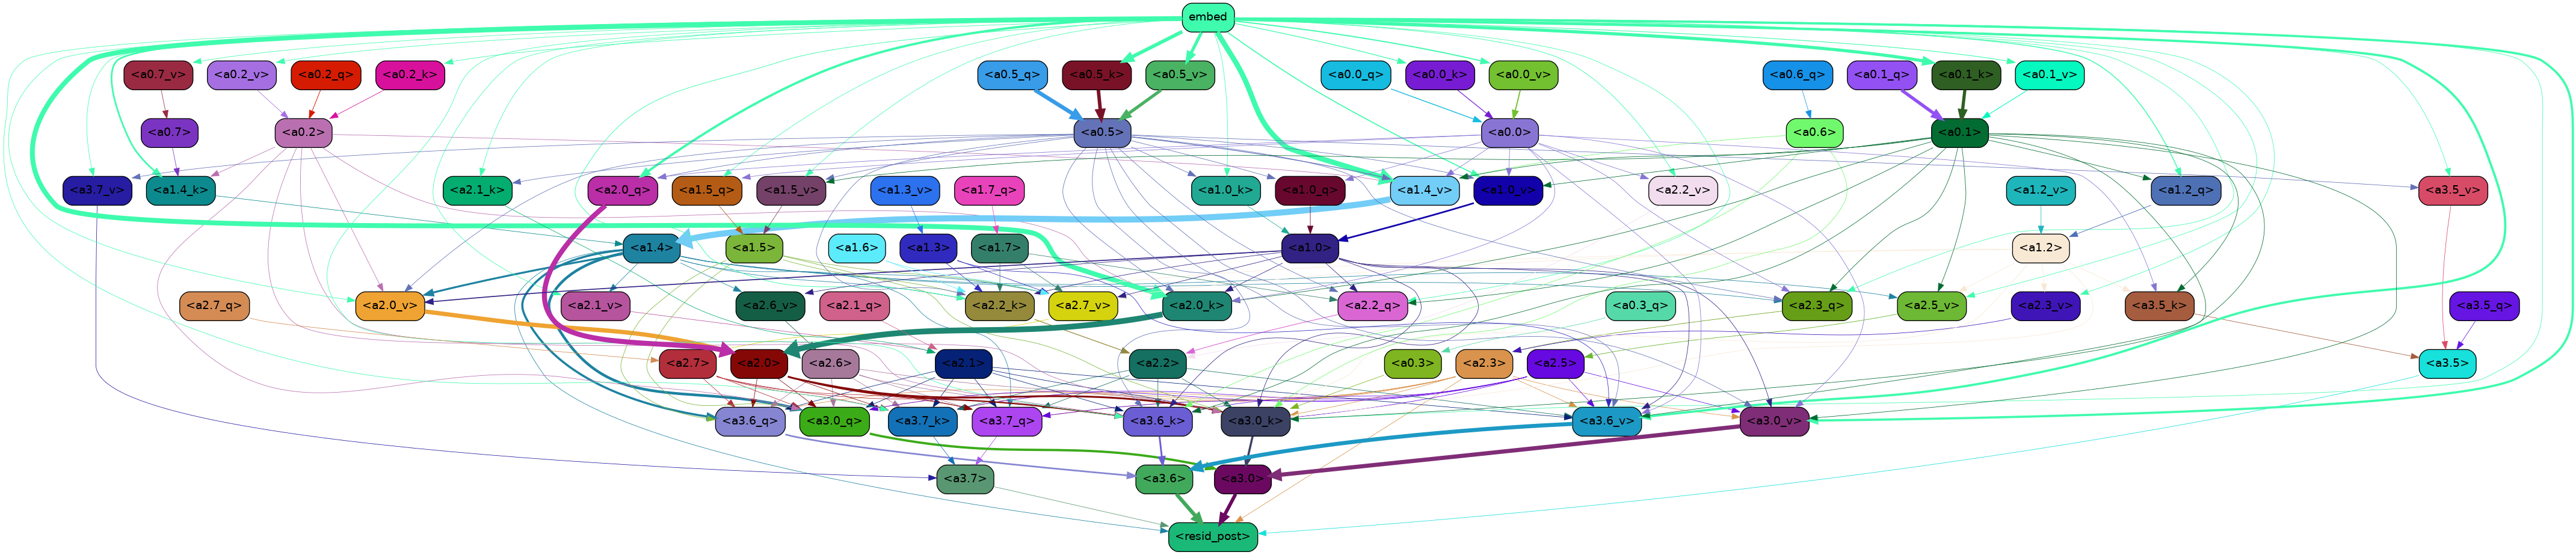 embed
<a0.7_v> <a0.2_v> <a0.2_q> <a0.2_k> <a0.5_q> <a0.5_k> <a0.5_v> <a0.0_q> <a0.0_k> <a0.0_v> <a0.6_q> <a0.1_q> <a0.1_k> <a0.1_v>
<a0.7> <a0.2> <a0.5> <a0.0> <a0.6> <a0.1>
<a3.7_v> <a1.4_k> <a2.1_k> <a2.0_q> <a1.5_q> <a1.5_v> <a1.3_v> <a1.7_q> <a1.0_k> <a1.0_q> <a1.4_v> <a1.0_v> <a2.2_v> <a1.2_v> <a1.2_q> <a3.5_v>
<a1.4> <a1.5> <a1.6> <a1.3> <a1.7> <a1.0> <a1.2>
<a2.7_q> <a2.0_v> <a2.1_v> <a2.6_v> <a2.1_q> <a2.2_k> <a2.7_v> <a2.0_k> <a2.2_q> <a0.3_q> <a2.3_q> <a2.5_v> <a2.3_v> <a3.5_k> <a3.5_q>
<a2.7> <a2.0> <a2.6> <a2.1> <a2.2> <a0.3> <a2.3> <a2.5> <a3.5>
<a3.6_q> <a3.0_q> <a3.7_k> <a3.7_q> <a3.6_k> <a3.0_k> <a3.6_v> <a3.0_v>
<a3.7> <a3.6> <a3.0>
<resid_post>